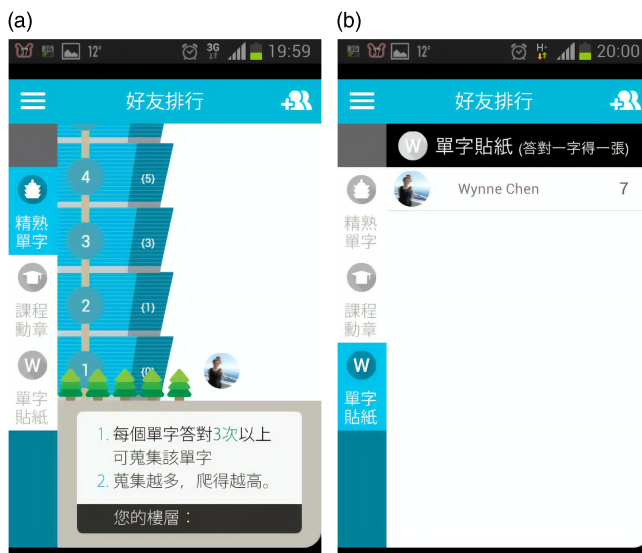 (a)
12° 3G 19:59
好友排行
4 {5}
精熟
單字
3 {3}
課程
勳章
2 {1}
W
單字
貼紙
1 {0}
1. 每個單字答對3次以上
可蒐集該單字
2. 蒐集越多，爬得越高。
您的樓層：
(b)
12° H+ 20:00
好友排行
W 單字貼紙 (答對一字得一張)
Wynne Chen 7
精熟
單字
課程
勳章
W
單字
貼紙